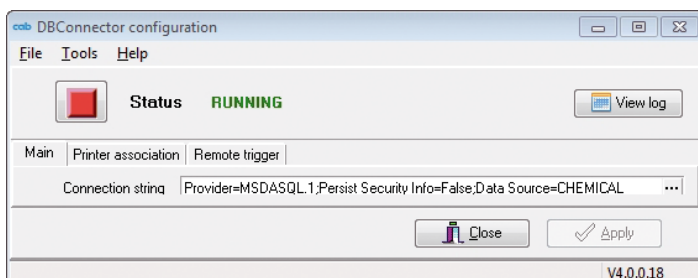 cab DBConnector configuration
File Tools Help
Status RUNNING View log
Main Printer association Remote trigger
Connection string Provider=MSDASQL.1;Persist Security Info=False;Data Source=CHEMICAL ...
Close Apply
V4.0.0.18